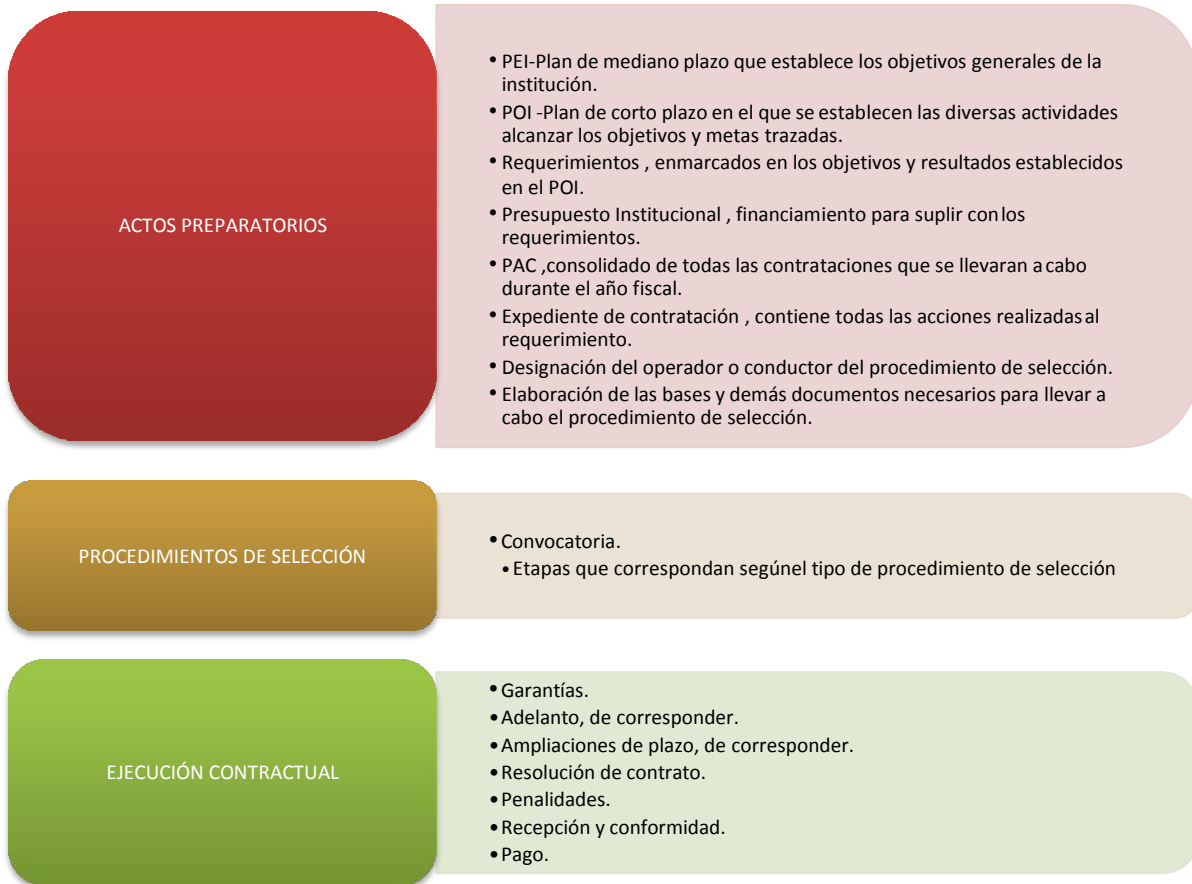 ACTOS PREPARATORIOS
• PEI-Plan de mediano plazo que establece los objetivos generales de la
institución.
• POI -Plan de corto plazo en el que se establecen las diversas actividades
alcanzar los objetivos y metas trazadas.
• Requerimientos , enmarcados en los objetivos y resultados establecidos
en el POI.
• Presupuesto Institucional , financiamiento para suplir con los
requerimientos.
• PAC ,consolidado de todas las contrataciones que se llevaran a cabo
durante el año fiscal.
• Expediente de contratación , contiene todas las acciones realizadas al
requerimiento.
• Designación del operador o conductor del procedimiento de selección.
• Elaboración de las bases y demás documentos necesarios para llevar a
cabo el procedimiento de selección.
PROCEDIMIENTOS DE SELECCIÓN
• Convocatoria.
• Etapas que correspondan segúnel tipo de procedimiento de selección
EJECUCIÓN CONTRACTUAL
• Garantías.
• Adelanto, de corresponder.
• Ampliaciones de plazo, de corresponder.
• Resolución de contrato.
• Penalidades.
• Recepción y conformidad.
• Pago.